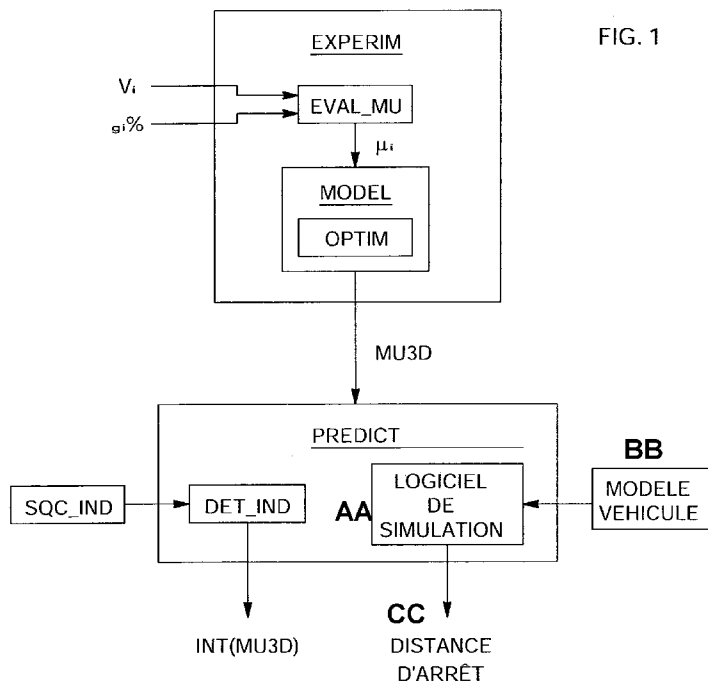 FIG. 1
EXPERIM
Vi
gi%
EVAL_MU
μi
MODEL
OPTIM
MU3D
PREDICT
BB
SQC_IND
DET_IND
AA
LOGICIEL
DE
SIMULATION
MODELE
VEHICULE
CC
INT(MU3D)
DISTANCE
D'ARRÊT